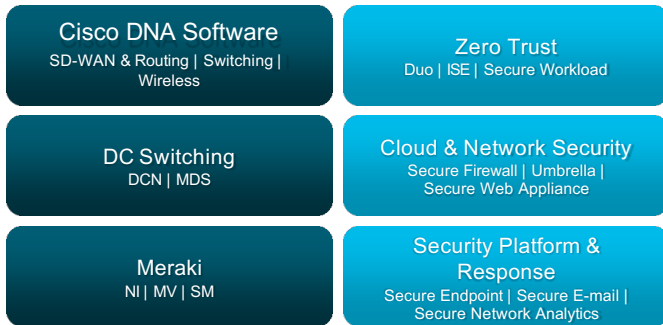 Cisco DNA Software
SD-WAN & Routing | Switching |
Wireless
Zero Trust
Duo | ISE | Secure Workload
DC Switching
DCN | MDS
Cloud & Network Security
Secure Firewall | Umbrella |
Secure Web Appliance
Meraki
NI | MV | SM
Security Platform &
Response
Secure Endpoint | Secure E-mail |
Secure Network Analytics